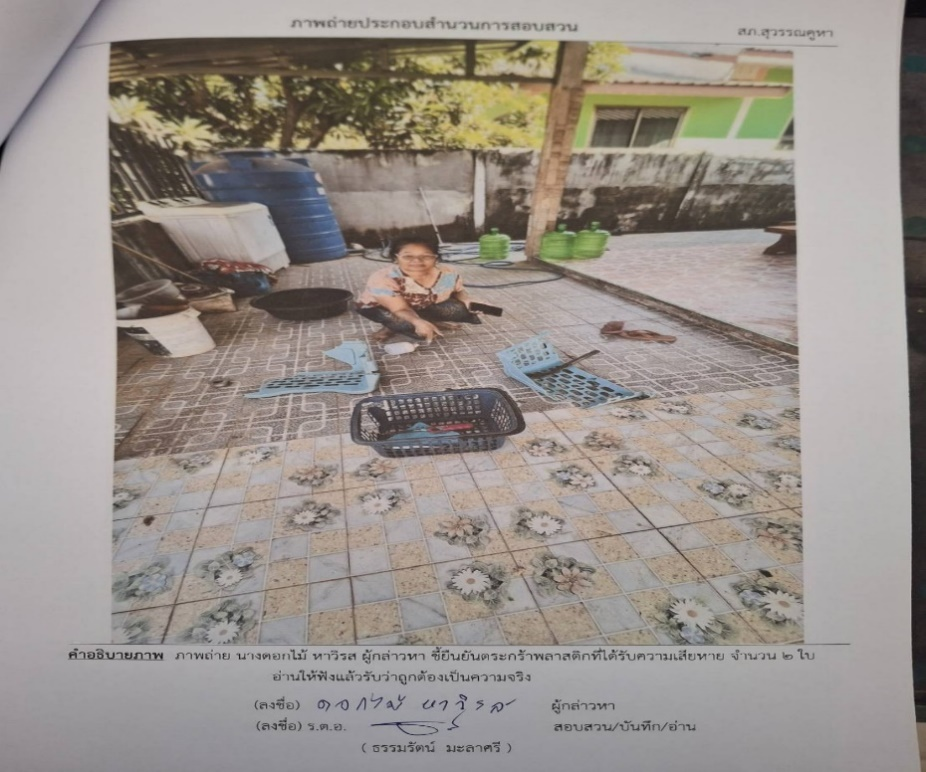 ภาพถ่ายประกอบสำนวนการสอบสวน
สภ.สุวรรณคูหา
คำอธิบายภาพ ภาพถ่าย นางดอกไม้ หาวิรส ผู้กล่าวหา ชี้ยืนยันตระกร้าพลาสติกที่ได้รับความเสียหาย จำนวน ๒ ใบ
อ่านให้ฟังแล้วรับว่าถูกต้องเป็นความจริง
(ลงชื่อ) ดอกไม้ หาวิรส ผู้กล่าวหา
(ลงชื่อ) ร.ต.อ. สอบสวน/บันทึก/อ่าน
( ธรรมรัตน์ มะลาศรี )